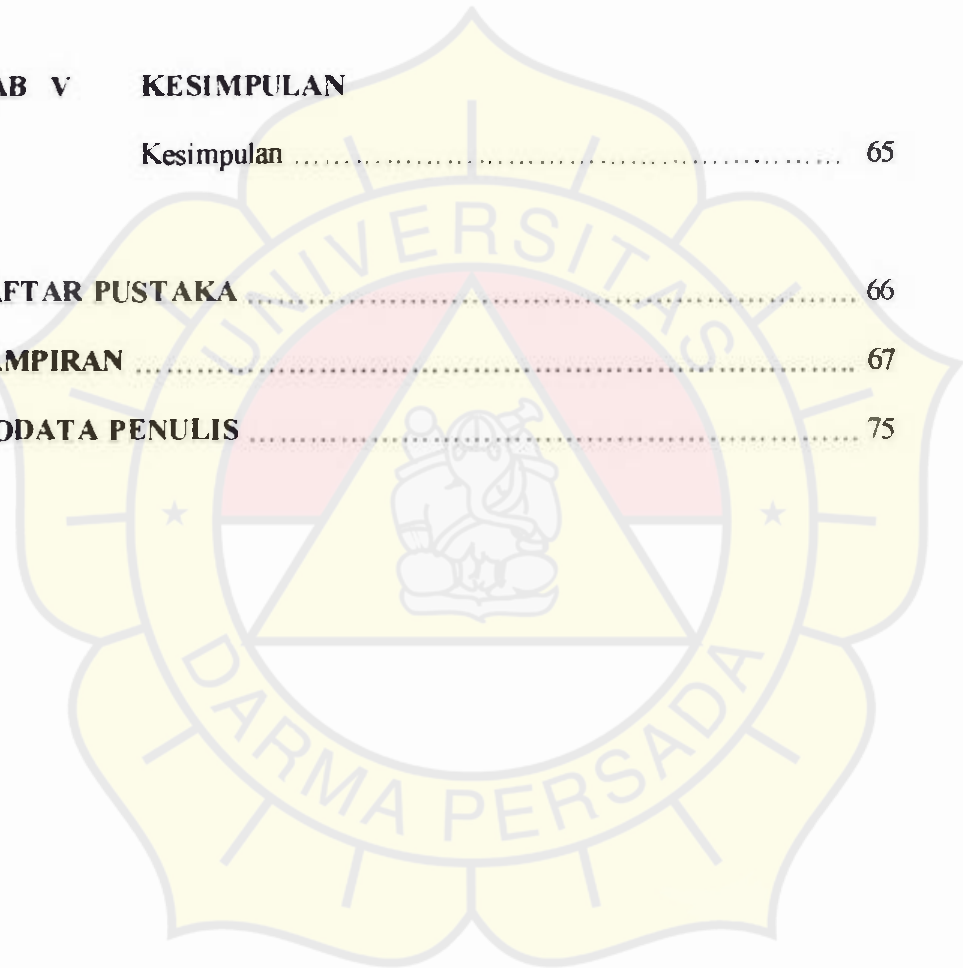 AB V KESIMPULAN
Kesimpulan 65
AFTAR PUSTAKA 66
AMPIRAN 67
ODATA PENULIS 75
UNIVERSITAS
DARMA PERSADA